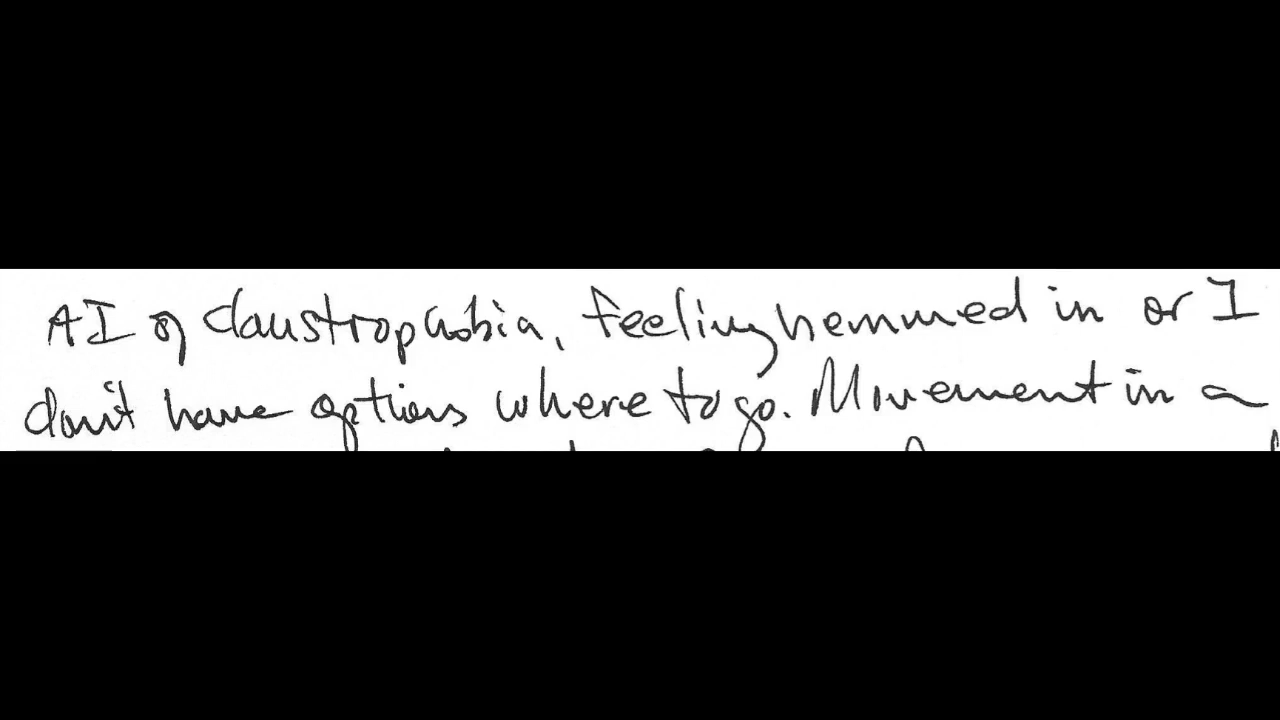 AI of claustrophobia, feeling hemmed in or I
don't have options where to go. Movement in a